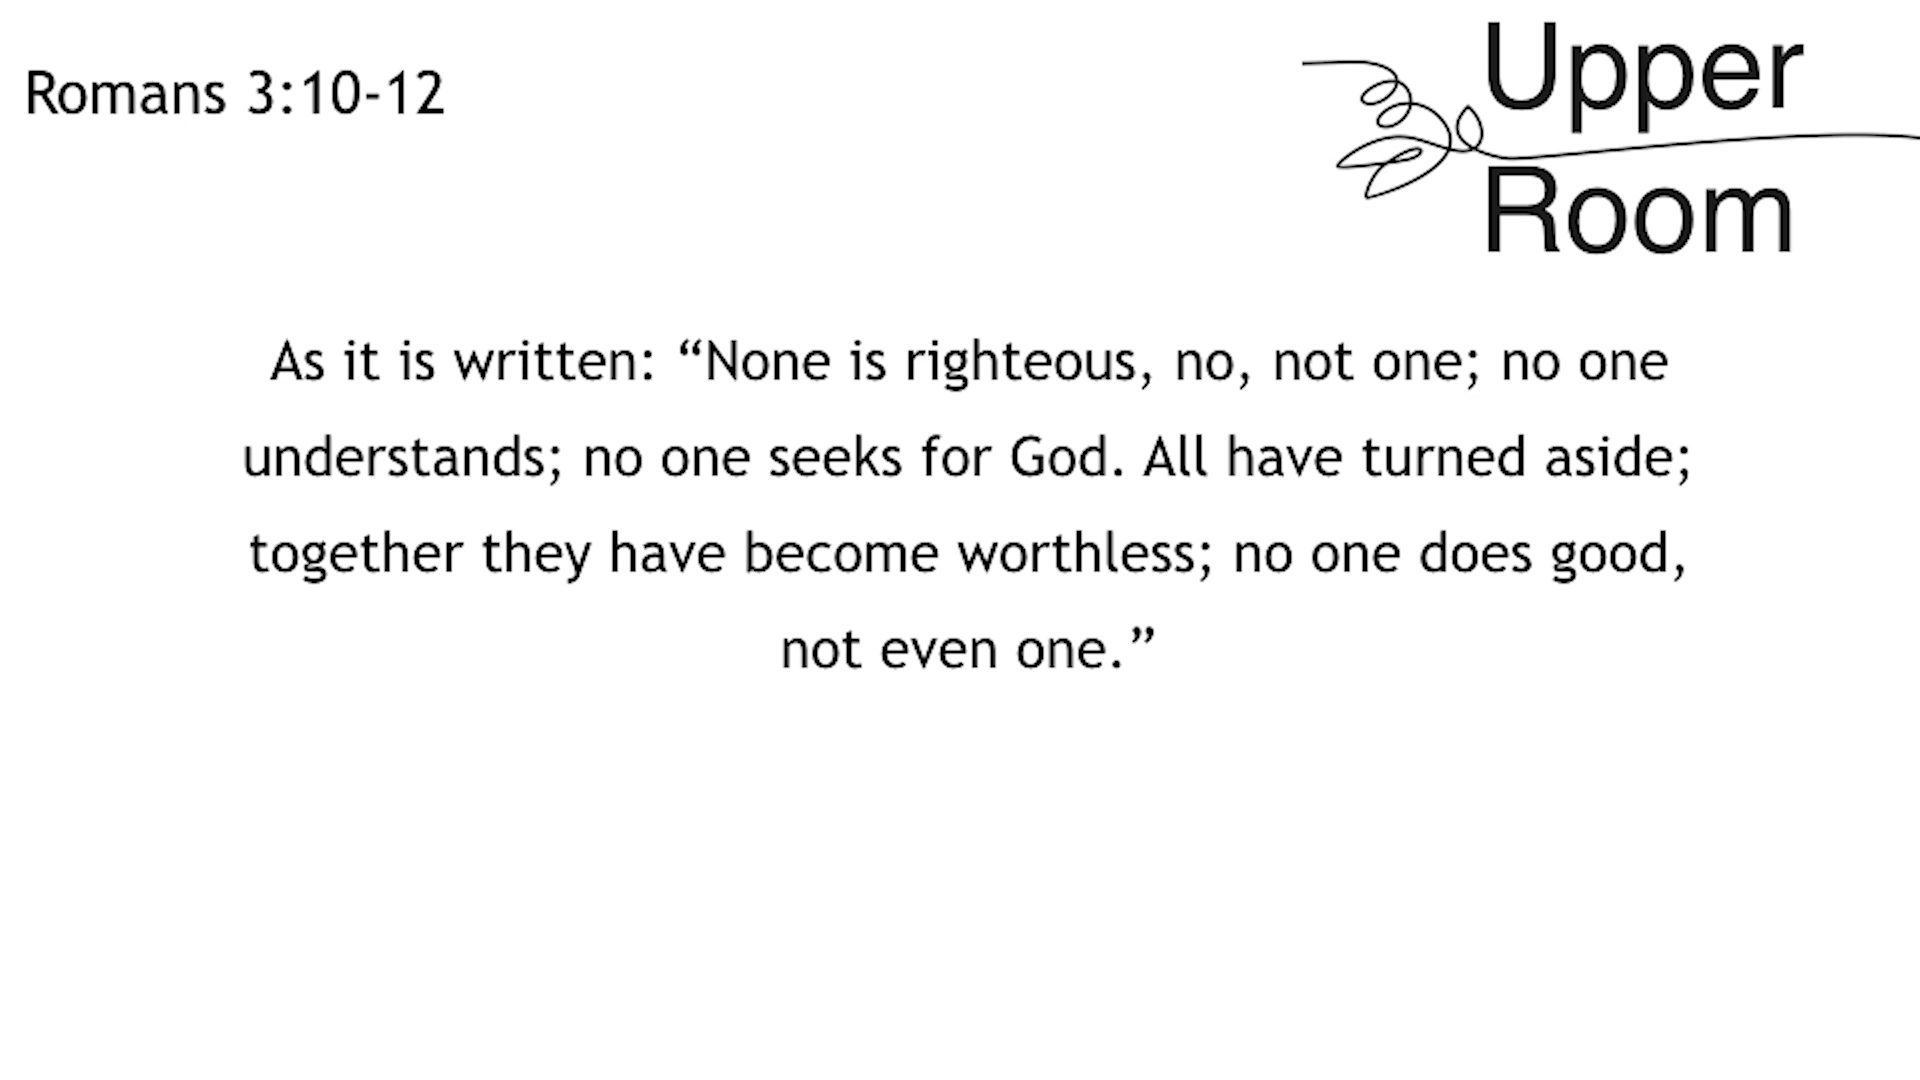 Romans 3:10-12
Upper
Room
As it is written: “None is righteous, no, not one; no one
understands; no one seeks for God. All have turned aside;
together they have become worthless; no one does good,
not even one.”